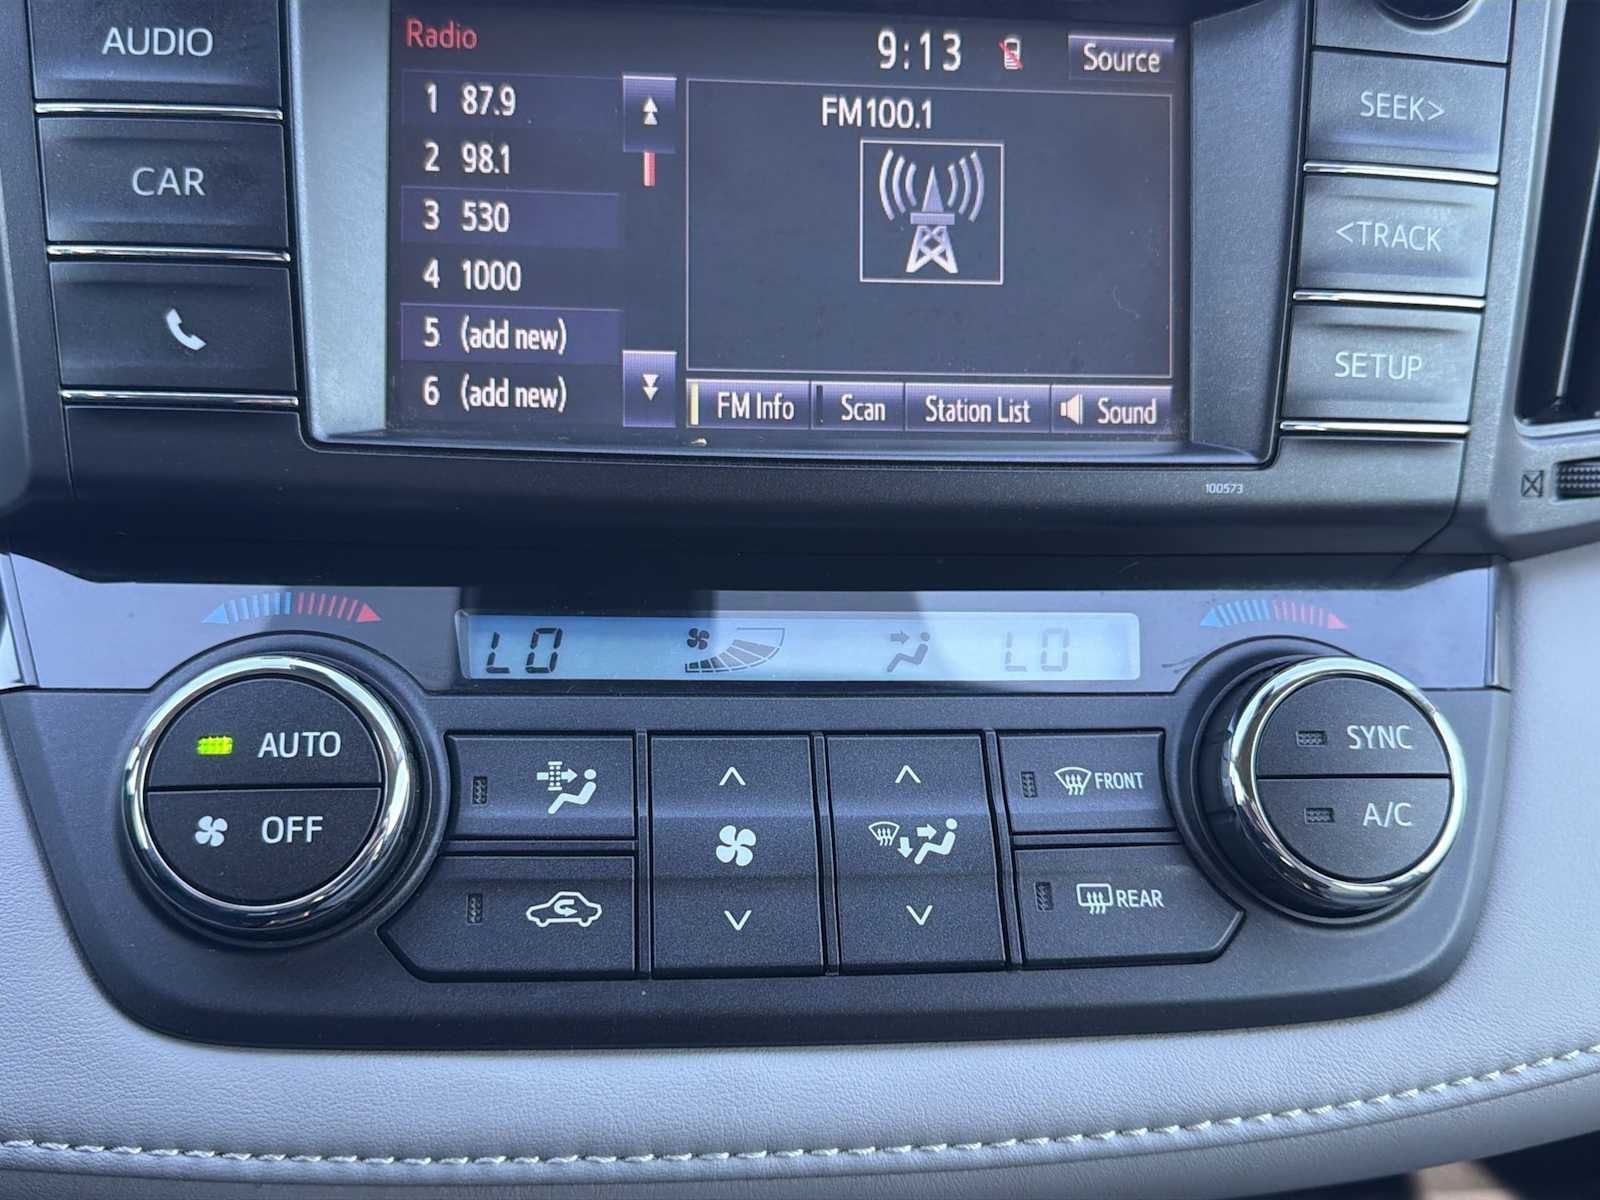 AUDIO
CAR
Radio
9:13
Source
1 87.9
2 98.1
3 530
4 1000
5 (add new)
6 (add new)
FM100.1
FM Info
Scan
Station List
Sound
SEEK>
<TRACK
SETUP
100573
LO
LO
AUTO
OFF
FRONT
REAR
SYNC
A/C